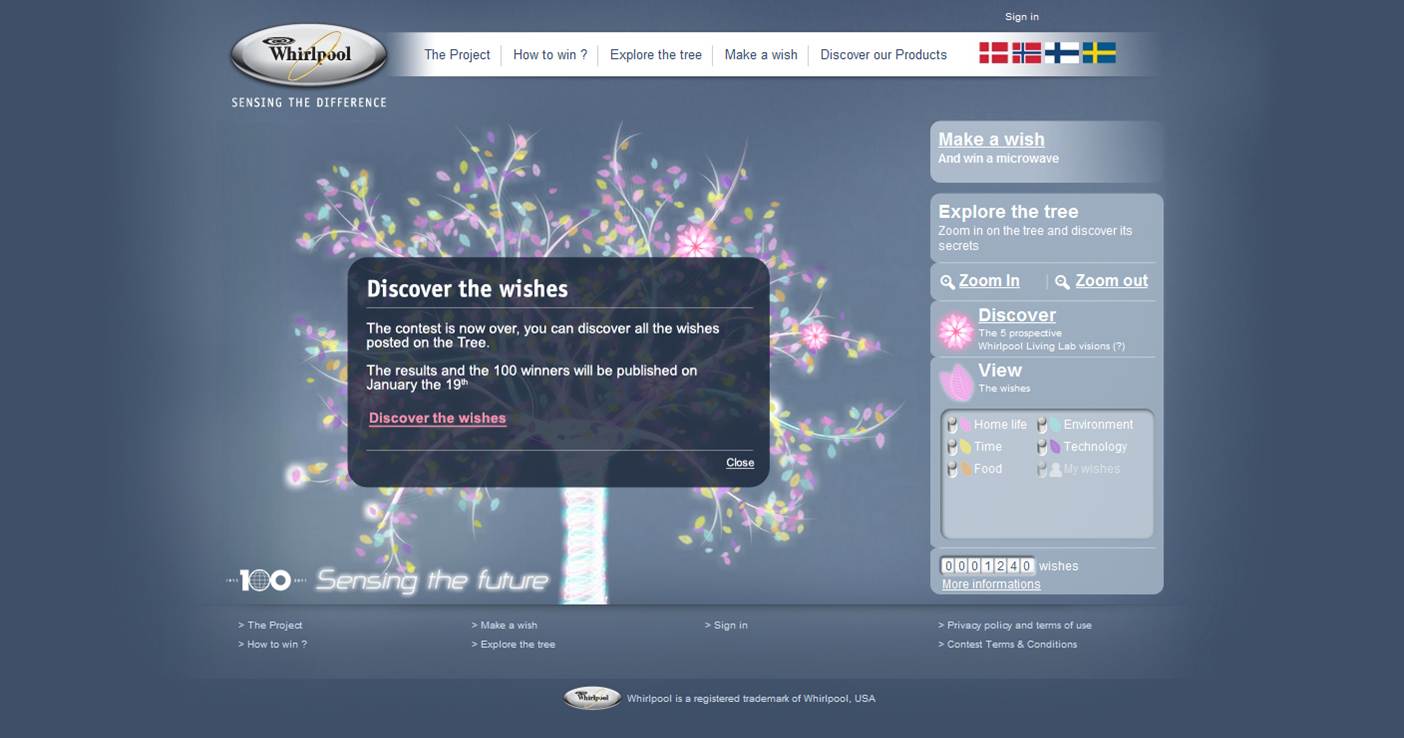 Sign in
Whirlpool
SENSING THE DIFFERENCE
The Project
How to win ?
Explore the tree
Make a wish
Discover our Products
Make a wish
And win a microwave
Explore the tree
Zoom in on the tree and discover its
secrets
Zoom In
Zoom out
Discover
The 5 prospective
Whirlpool Living Lab visions (?)
View
The wishes
Home life
Environment
Time
Technology
Food
My wishes
0001240 wishes
More informations
Discover the wishes
The contest is now over, you can discover all the wishes
posted on the Tree.
The results and the 100 winners will be published on
January the 19th
Discover the wishes
Close
100
Sensing the future
> The Project
> How to win ?
> Make a wish
> Explore the tree
> Sign in
> Privacy policy and terms of use
> Contest Terms & Conditions
Whirlpool
Whirlpool is a registered trademark of Whirlpool, USA